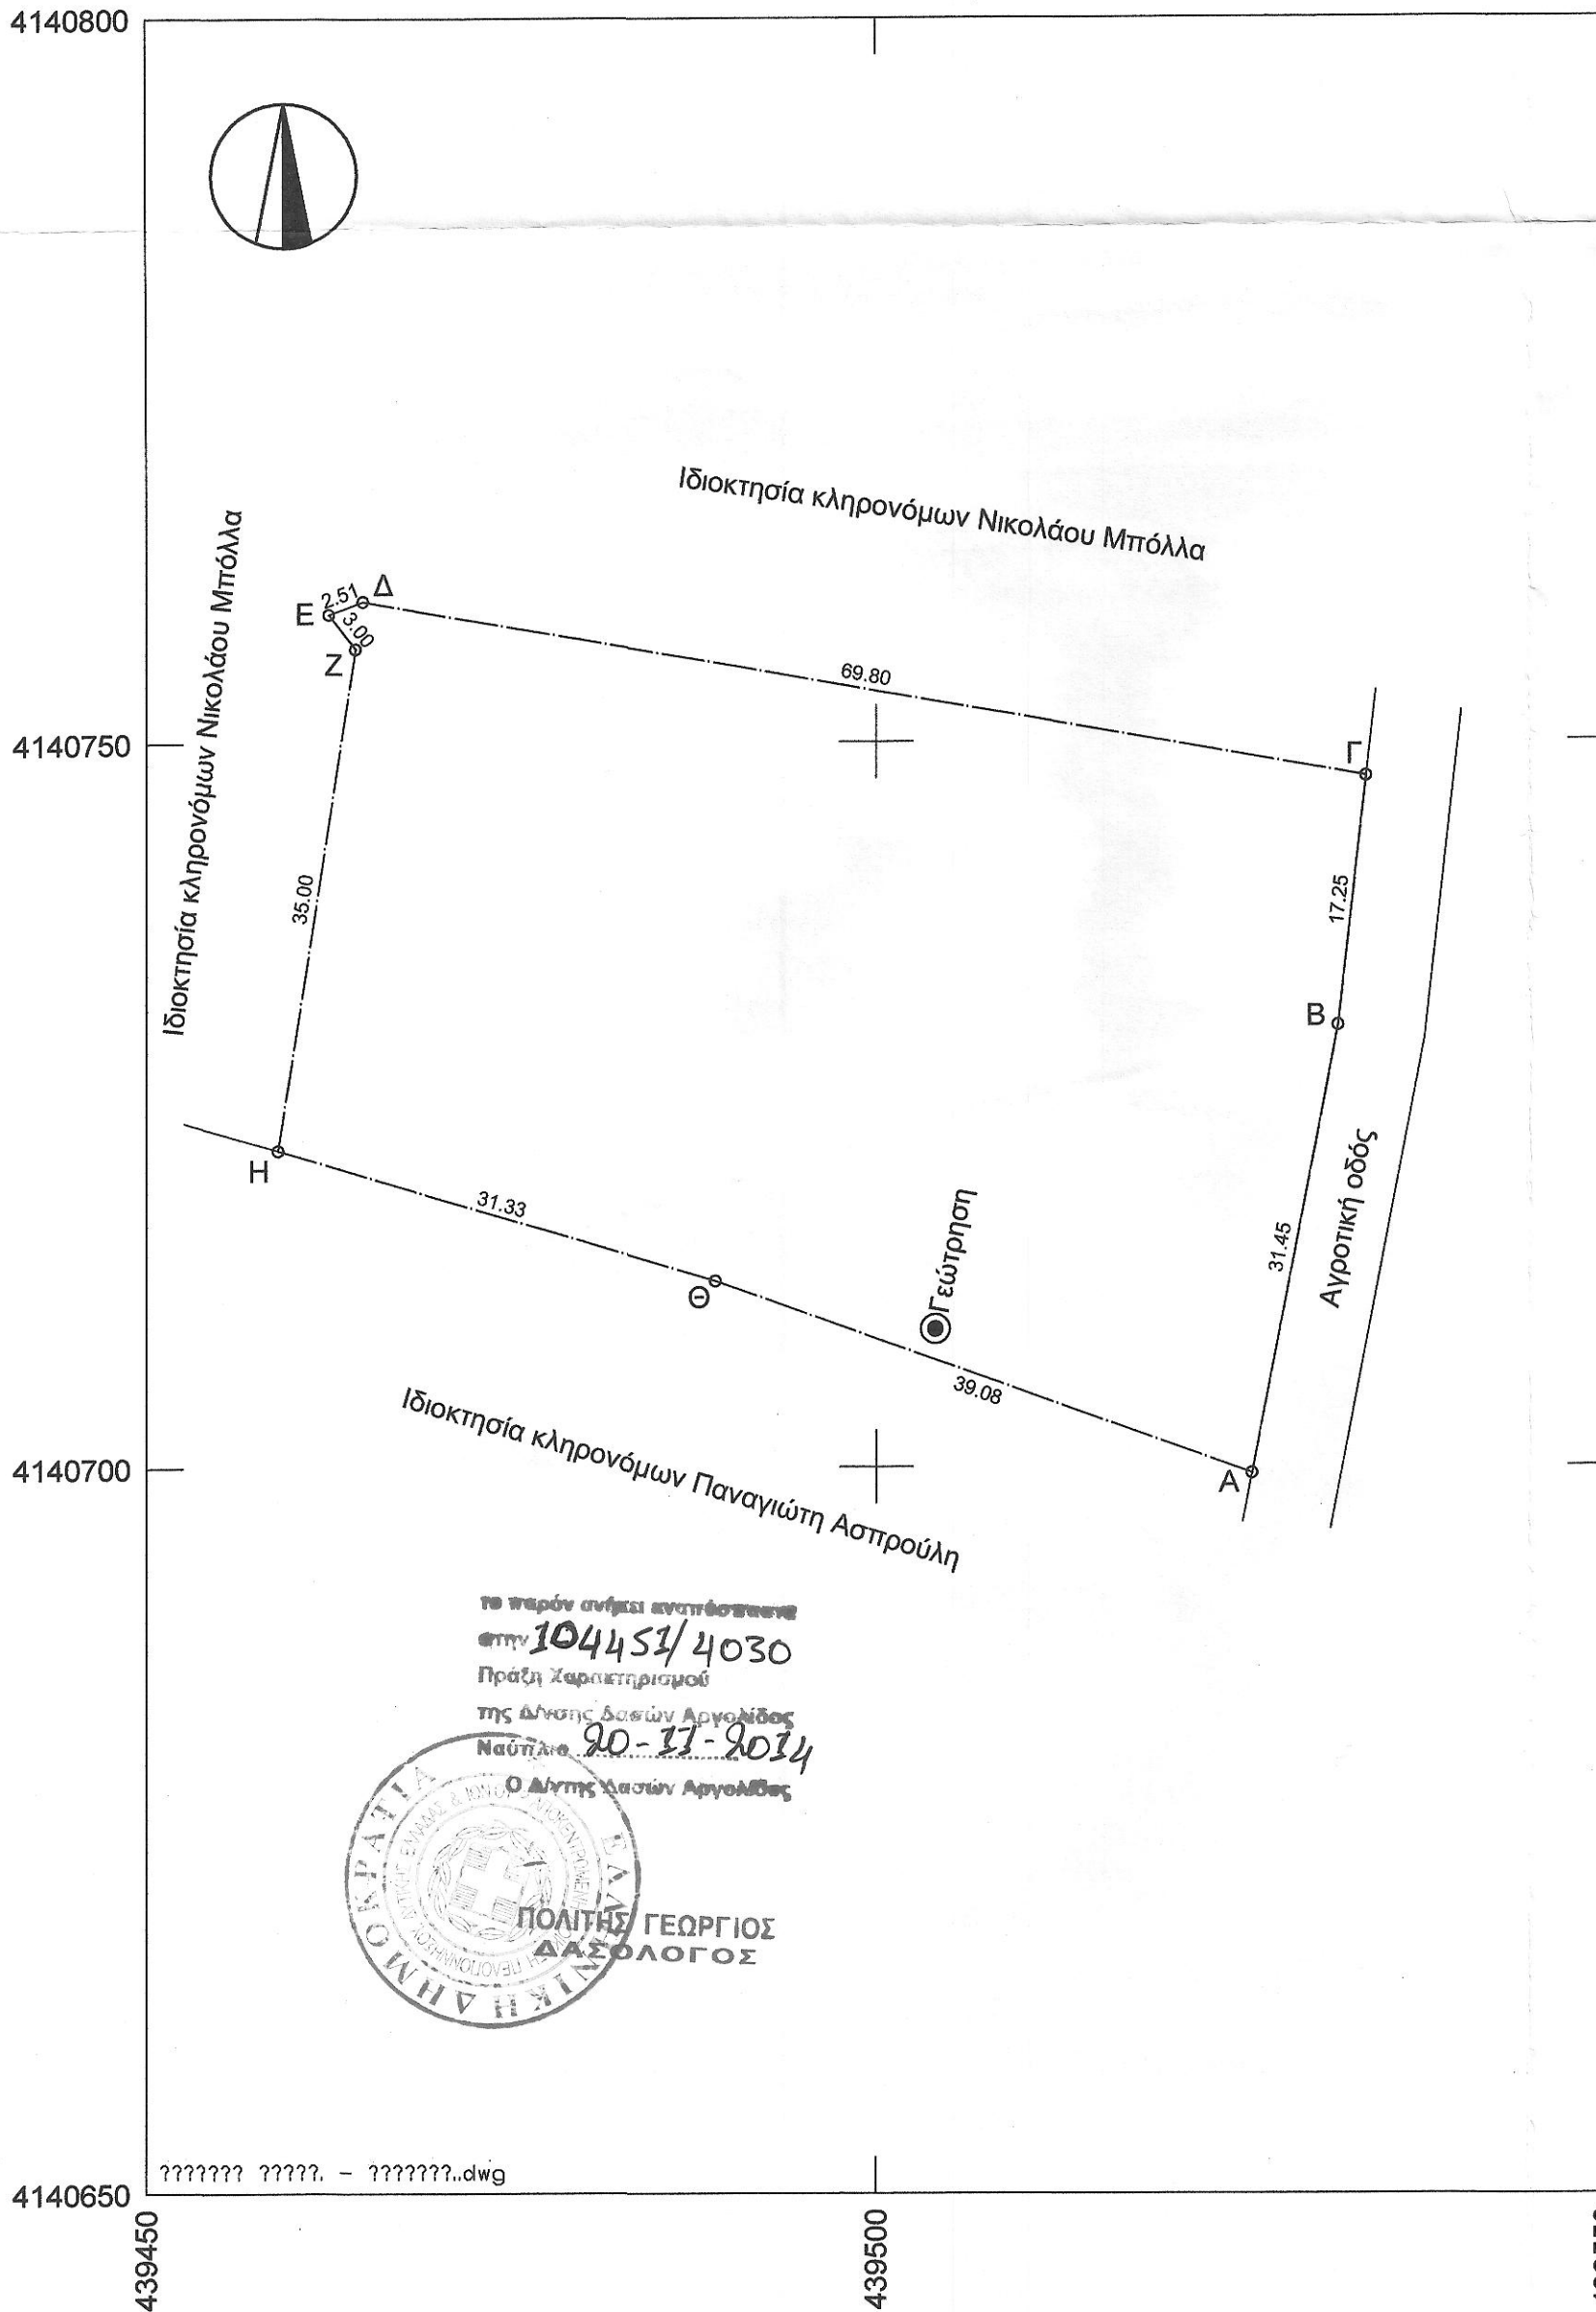 4140800
Ιδιοκτησία κληρονόμων Νικολάου Μπόλλα
Ιδιοκτησία κληρονόμων Νικολάου Μπόλλα
2.51
Δ
Ε
3.00
Ζ
69.80
4140750
Γ
35.00
17.25
Β
Αγροτική οδός
Η
31.33
Γεώτρηση
31.45
Θ
39.08
Ιδιοκτησία κληρονόμων Παναγιώτη Ασπρούλη
4140700
Α
το παρόν ανήκει αναπόσπαστα
στην 104451/4030
Πράξη Χαρακτηρισμού
της Δ/νσης Δασών Αργολίδος
Ναύπλιο 20-11-2014
Ο Δ/ντης Δασών Αργολίδας
ΕΛΛΗΝΙΚΗ ΔΗΜΟΚΡΑΤΙΑ
ΠΟΛΙΤΗΣ ΓΕΩΡΓΙΟΣ
ΔΑΣΟΛΟΓΟΣ
??????? ?????. - ???????..dwg
4140650
439450
439500